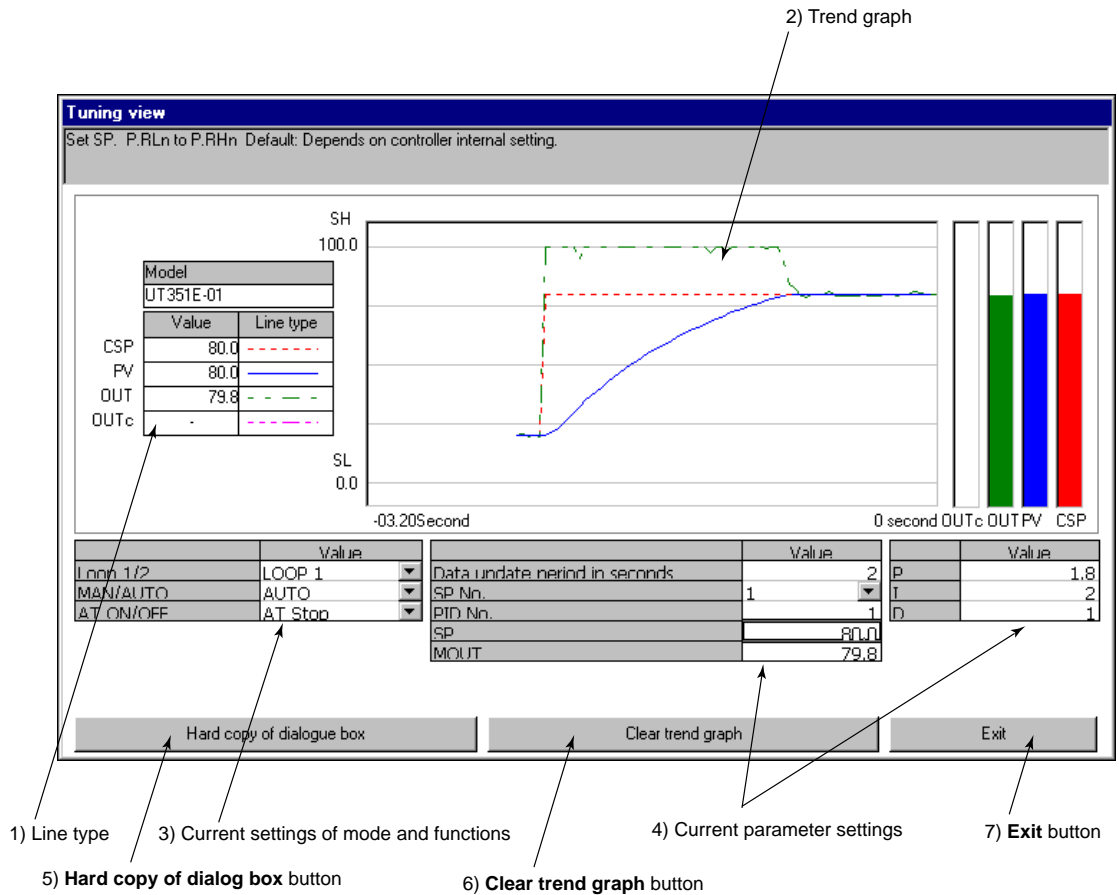 2) Trend graph
Tuning view
Set SP. P.RLn to P.RHn Default: Depends on controller internal setting.
SH
100.0
Model
UT351E-01
Value Line type
CSP 80.0
PV 80.0
OUT 79.8
OUTc -
SL
0.0
-03.20Second 0 second OUTc OUT PV CSP
Value
Loop 1/2 LOOP 1
MAN/AUTO AUTO
AT ON/OFF AT Stop
Value
Data update period in seconds 2
SP No. 1
PID No. 1
SP 80.0
MOUT 79.8
Value
P 1.8
I 2
D 1
Hard copy of dialogue box Clear trend graph Exit
1) Line type 3) Current settings of mode and functions 4) Current parameter settings 7) Exit button
5) Hard copy of dialog box button 6) Clear trend graph button